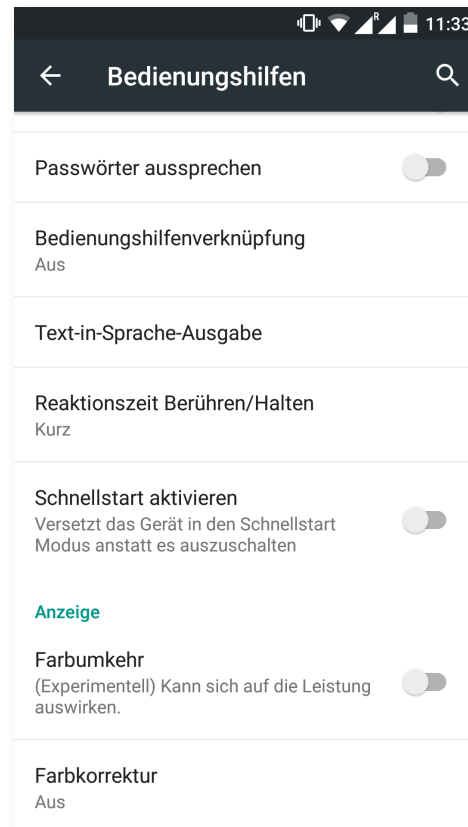 R 11:33
Bedienungshilfen
Passwörter aussprechen
Bedienungshilfenverknüpfung
Aus
Text-in-Sprache-Ausgabe
Reaktionszeit Berühren/Halten
Kurz
Schnellstart aktivieren
Versetzt das Gerät in den Schnellstart
Modus anstatt es auszuschalten
Anzeige
Farbumkehr
(Experimentell) Kann sich auf die Leistung
auswirken.
Farbkorrektur
Aus